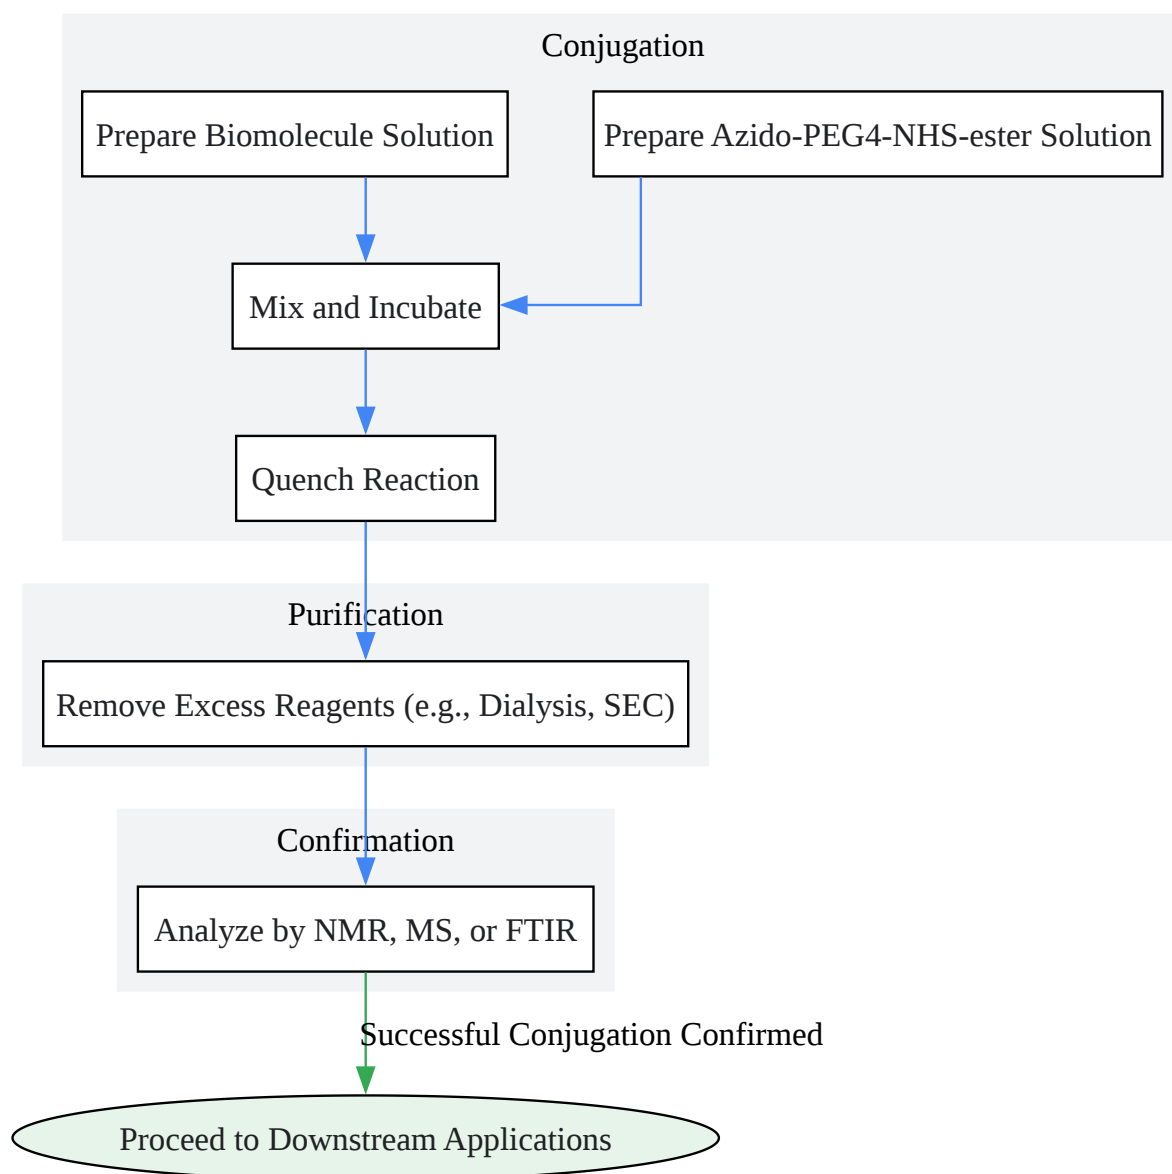 Conjugation
Prepare Biomolecule Solution
Prepare Azido-PEG4-NHS-ester Solution
Mix and Incubate
Quench Reaction
Purification
Remove Excess Reagents (e.g., Dialysis, SEC)
Confirmation
Analyze by NMR, MS, or FTIR
Successful Conjugation Confirmed
Proceed to Downstream Applications